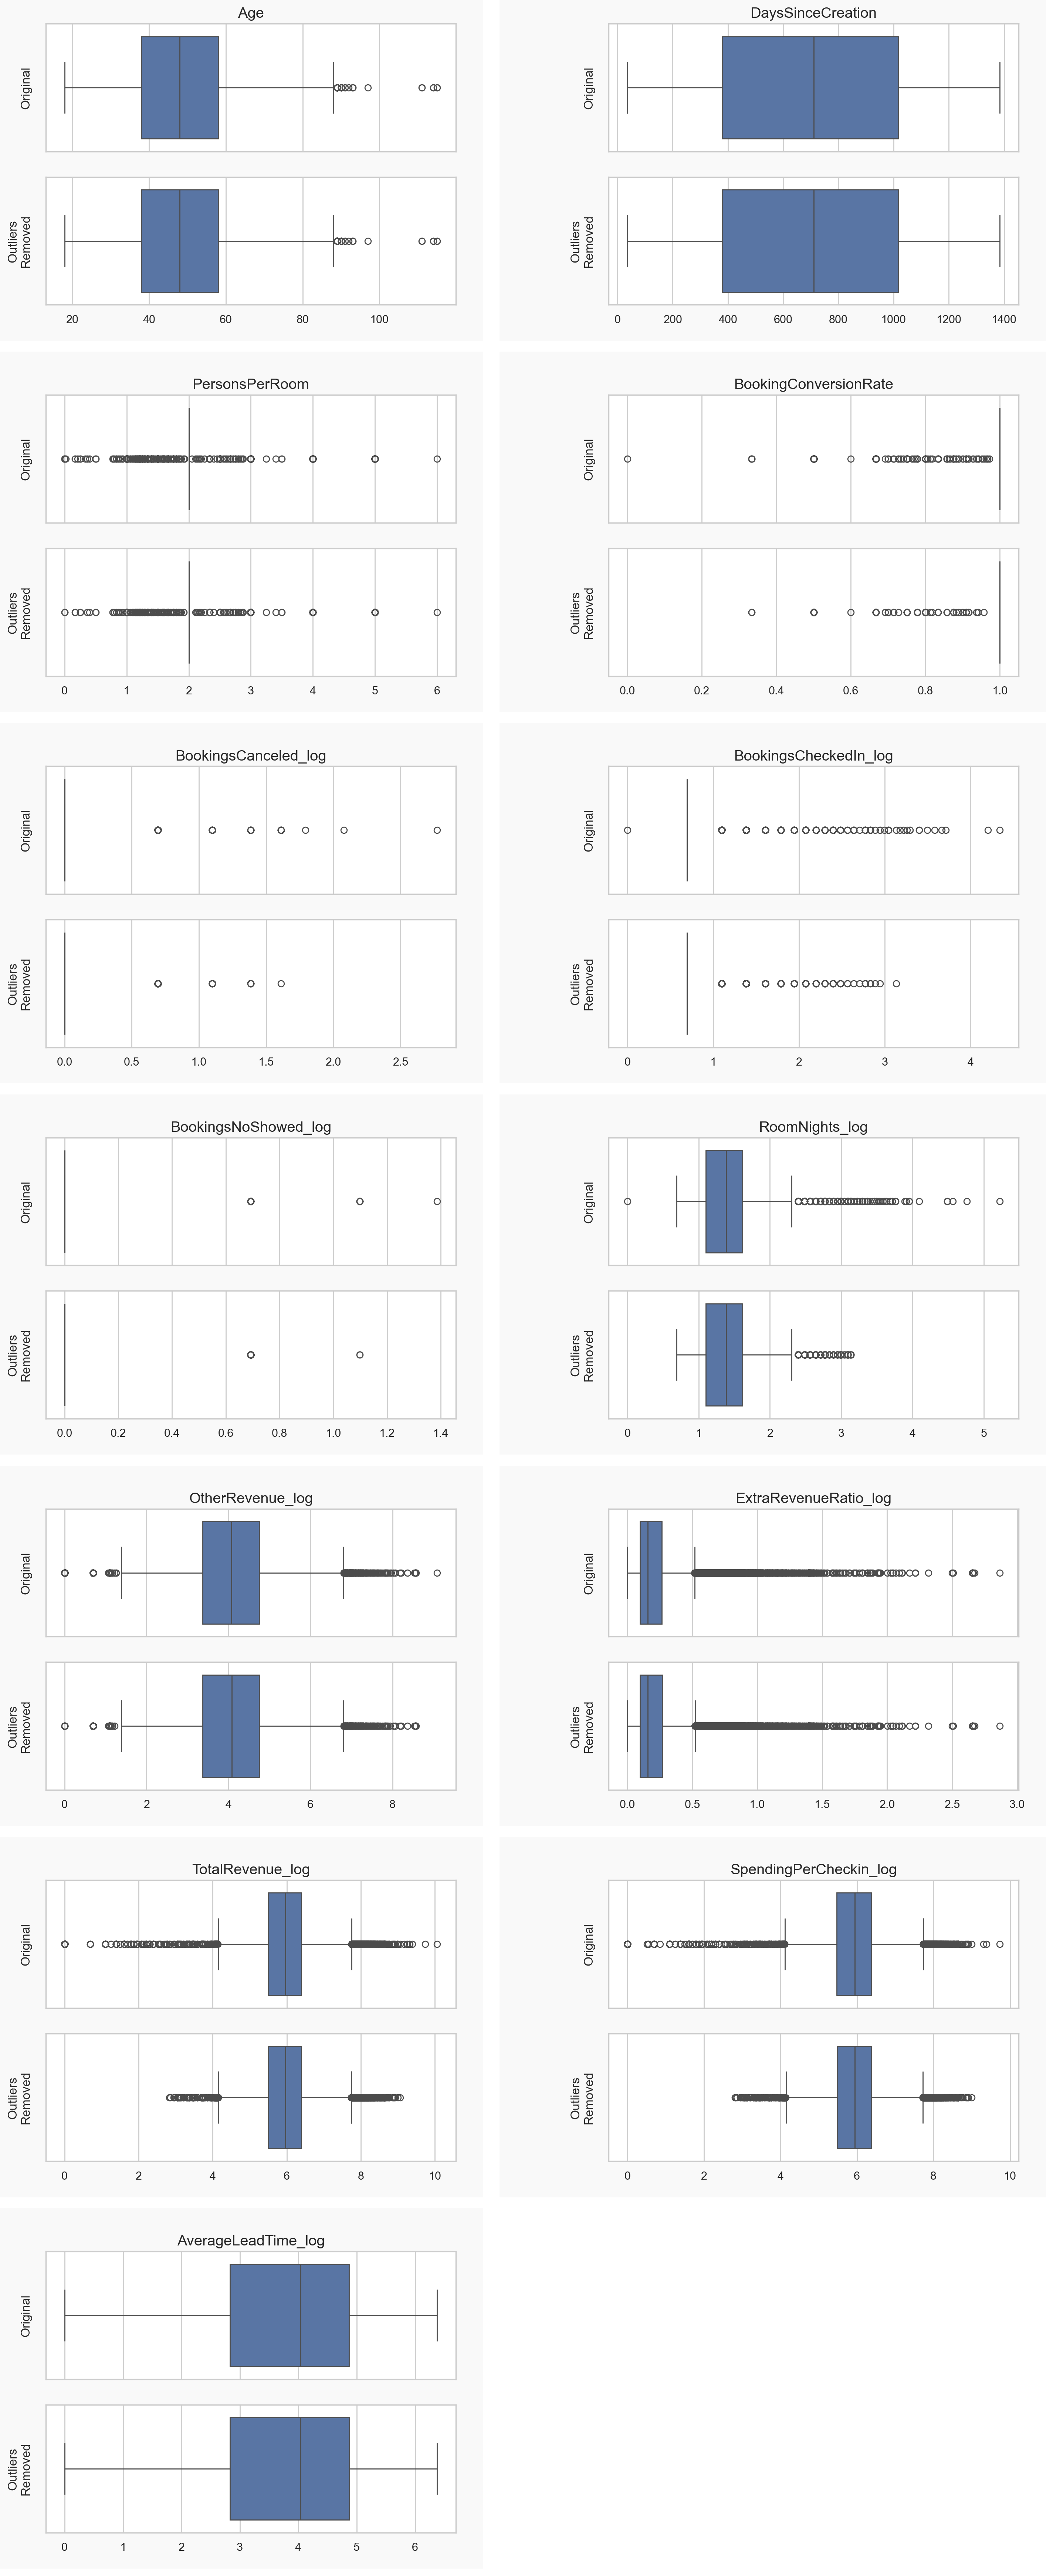 Age
Original
Outliers
Removed
20 40 60 80 100
DaysSinceCreation
Original
Outliers
Removed
0 200 400 600 800 1000 1200 1400
PersonsPerRoom
Original
Outliers
Removed
0 1 2 3 4 5 6
BookingConversionRate
Original
Outliers
Removed
0.0 0.2 0.4 0.6 0.8 1.0
BookingsCanceled_log
Original
Outliers
Removed
0.0 0.5 1.0 1.5 2.0 2.5
BookingsCheckedIn_log
Original
Outliers
Removed
0 1 2 3 4
BookingsNoShowed_log
Original
Outliers
Removed
0.0 0.2 0.4 0.6 0.8 1.0 1.2 1.4
RoomNights_log
Original
Outliers
Removed
0 1 2 3 4 5
OtherRevenue_log
Original
Outliers
Removed
0 2 4 6 8
ExtraRevenueRatio_log
Original
Outliers
Removed
0.0 0.5 1.0 1.5 2.0 2.5 3.0
TotalRevenue_log
Original
Outliers
Removed
0 2 4 6 8 10
SpendingPerCheckin_log
Original
Outliers
Removed
0 2 4 6 8 10
AverageLeadTime_log
Original
Outliers
Removed
0 1 2 3 4 5 6